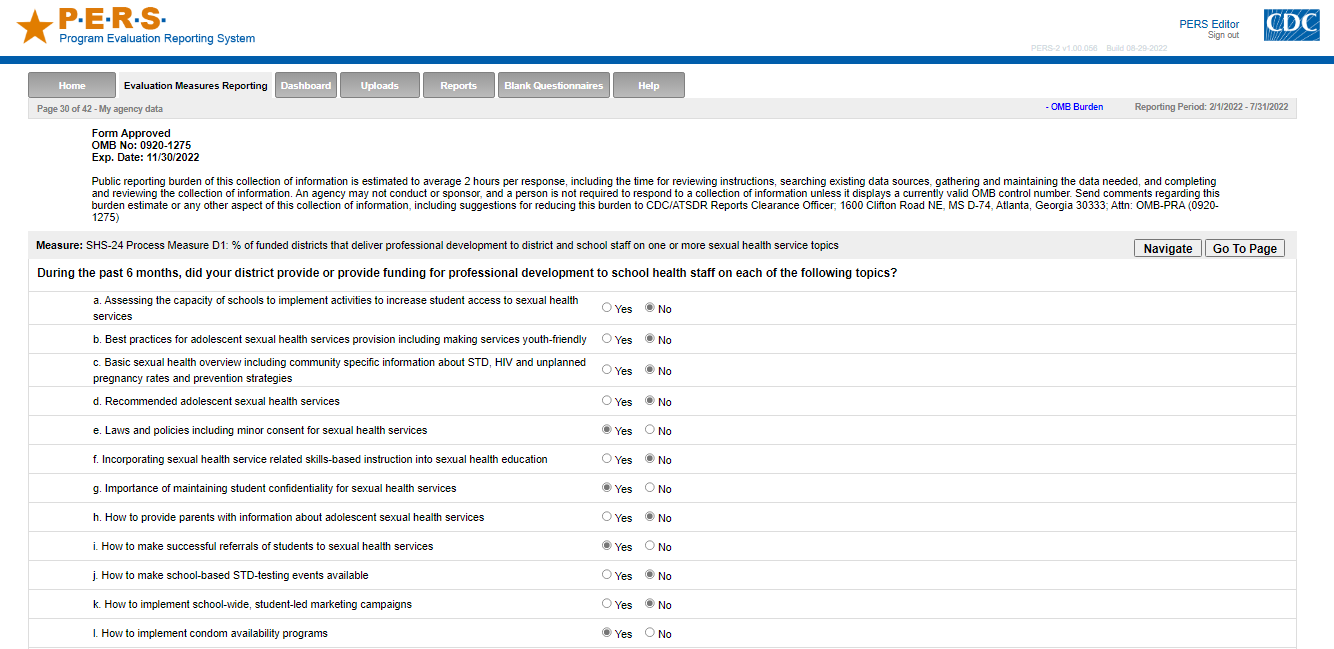 P·E·R·S·
Program Evaluation Reporting System
PERS Editor
Sign out
CDC
PERS-2 v1.00.056 Build 08-29-2022
Home Evaluation Measures Reporting Dashboard Uploads Reports Blank Questionnaires Help
Page 30 of 42 - My agency data - OMB Burden Reporting Period: 2/1/2022 - 7/31/2022
Form Approved
OMB No: 0920-1275
Exp. Date: 11/30/2022
Public reporting burden of this collection of information is estimated to average 2 hours per response, including the time for reviewing instructions, searching existing data sources, gathering and maintaining the data needed, and completing
and reviewing the collection of information. An agency may not conduct or sponsor, and a person is not required to respond to a collection of information unless it displays a currently valid OMB control number. Send comments regarding this
burden estimate or any other aspect of this collection of information, including suggestions for reducing this burden to CDC/ATSDR Reports Clearance Officer; 1600 Clifton Road NE, MS D-74, Atlanta, Georgia 30333; Attn: OMB-PRA (0920-
1275)
Measure: SHS-24 Process Measure D1: % of funded districts that deliver professional development to district and school staff on one or more sexual health service topics
Navigate Go To Page
During the past 6 months, did your district provide or provide funding for professional development to school health staff on each of the following topics?
a. Assessing the capacity of schools to implement activities to increase student access to sexual health
services
Yes No
b. Best practices for adolescent sexual health services provision including making services youth-friendly Yes No
c. Basic sexual health overview including community specific information about STD, HIV and unplanned
pregnancy rates and prevention strategies
Yes No
d. Recommended adolescent sexual health services Yes No
e. Laws and policies including minor consent for sexual health services Yes No
f. Incorporating sexual health service related skills-based instruction into sexual health education Yes No
g. Importance of maintaining student confidentiality for sexual health services Yes No
h. How to provide parents with information about adolescent sexual health services Yes No
i. How to make successful referrals of students to sexual health services Yes No
j. How to make school-based STD-testing events available Yes No
k. How to implement school-wide, student-led marketing campaigns Yes No
l. How to implement condom availability programs Yes No